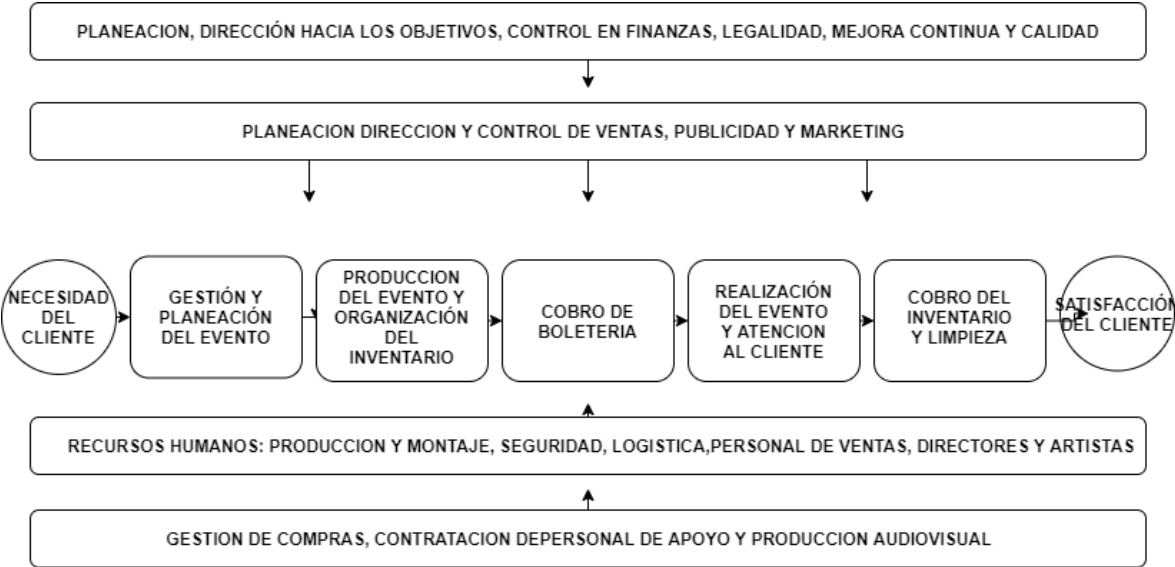 PLANEACION, DIRECCIÓN HACIA LOS OBJETIVOS, CONTROL EN FINANZAS, LEGALIDAD, MEJORA CONTINUA Y CALIDAD
PLANEACION DIRECCION Y CONTROL DE VENTAS, PUBLICIDAD Y MARKETING
NECESIDAD
DEL
CLIENTE
GESTIÓN Y
PLANEACIÓN
DEL EVENTO
PRODUCCION
DEL EVENTO Y
ORGANIZACIÓN
DEL
INVENTARIO
COBRO DE
BOLETERIA
REALIZACIÓN
DEL EVENTO
Y ATENCION
AL CLIENTE
COBRO DEL
INVENTARIO
Y LIMPIEZA
SATISFACCIÓN
DEL CLIENTE
RECURSOS HUMANOS: PRODUCCION Y MONTAJE, SEGURIDAD, LOGISTICA,PERSONAL DE VENTAS, DIRECTORES Y ARTISTAS
GESTION DE COMPRAS, CONTRATACION DEPERSONAL DE APOYO Y PRODUCCION AUDIOVISUAL